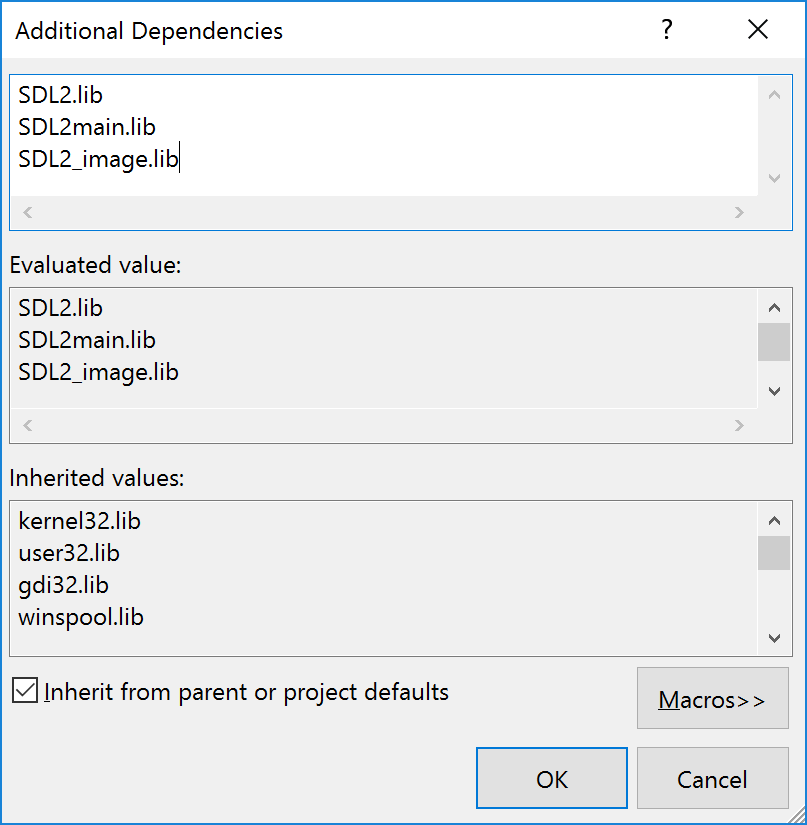 Additional Dependencies ?
SDL2.lib
SDL2main.lib
SDL2_image.lib
Evaluated value:
SDL2.lib
SDL2main.lib
SDL2_image.lib
Inherited values:
kernel32.lib
user32.lib
gdi32.lib
winspool.lib
Inherit from parent or project defaults
Macros>>
OK Cancel